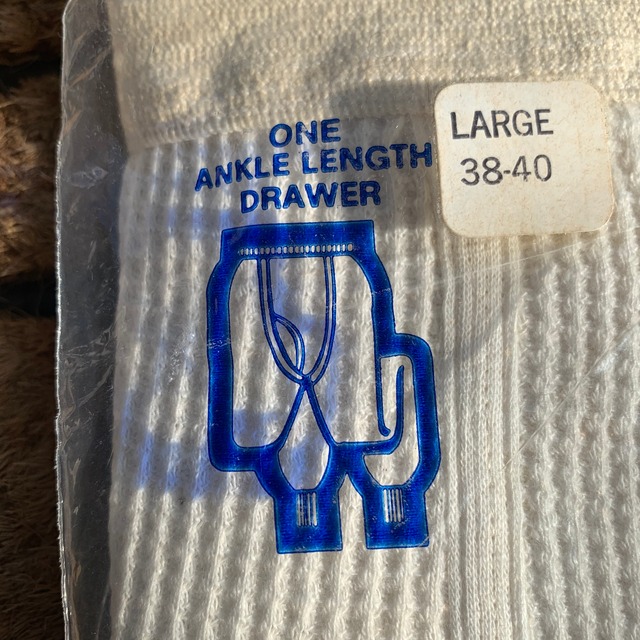 ONE
ANKLE LENGTH
DRAWER
LARGE
38-40